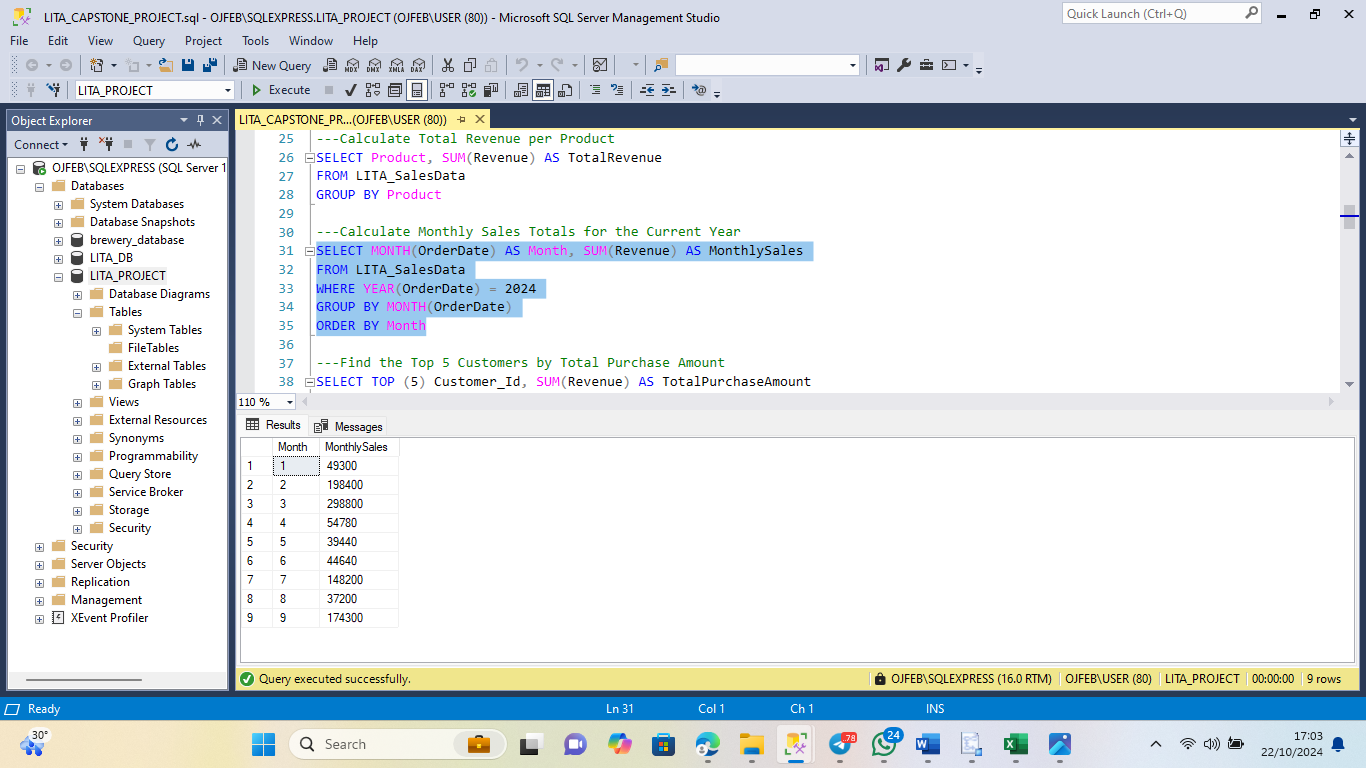 LITA_CAPSTONE_PROJECT.sql - OJFEB\SQLEXPRESS.LITA_PROJECT (OJFEB\USER (80)) - Microsoft SQL Server Management Studio
Quick Launch (Ctrl+Q)
File Edit View Query Project Tools Window Help
New Query MDX DMX XMLA DAX
LITA_PROJECT Execute
Object Explorer
Connect
OJFEB\SQLEXPRESS (SQL Server 1
Databases
System Databases
Database Snapshots
brewery_database
LITA_DB
LITA_PROJECT
Database Diagrams
Tables
System Tables
FileTables
External Tables
Graph Tables
Views
External Resources
Synonyms
Programmability
Query Store
Service Broker
Storage
Security
Security
Server Objects
Replication
Management
XEvent Profiler
LITA_CAPSTONE_PR...(OJFEB\USER (80))
25 ---Calculate Total Revenue per Product
26 SELECT Product, SUM(Revenue) AS TotalRevenue
27 FROM LITA_SalesData
28 GROUP BY Product
29
30 ---Calculate Monthly Sales Totals for the Current Year
31 SELECT MONTH(OrderDate) AS Month, SUM(Revenue) AS MonthlySales
32 FROM LITA_SalesData
33 WHERE YEAR(OrderDate) = 2024
34 GROUP BY MONTH(OrderDate)
35 ORDER BY Month
36
37 ---Find the Top 5 Customers by Total Purchase Amount
38 SELECT TOP (5) Customer_Id, SUM(Revenue) AS TotalPurchaseAmount
110 %
Results Messages
Month MonthlySales
1 1 49300
2 2 198400
3 3 298800
4 4 54780
5 5 39440
6 6 44640
7 7 148200
8 8 37200
9 9 174300
Query executed successfully. OJFEB\SQLEXPRESS (16.0 RTM) OJFEB\USER (80) LITA_PROJECT 00:00:00 9 rows
Ready Ln 31 Col 1 Ch 1 INS
30° Search 78 24 17:03
22/10/2024